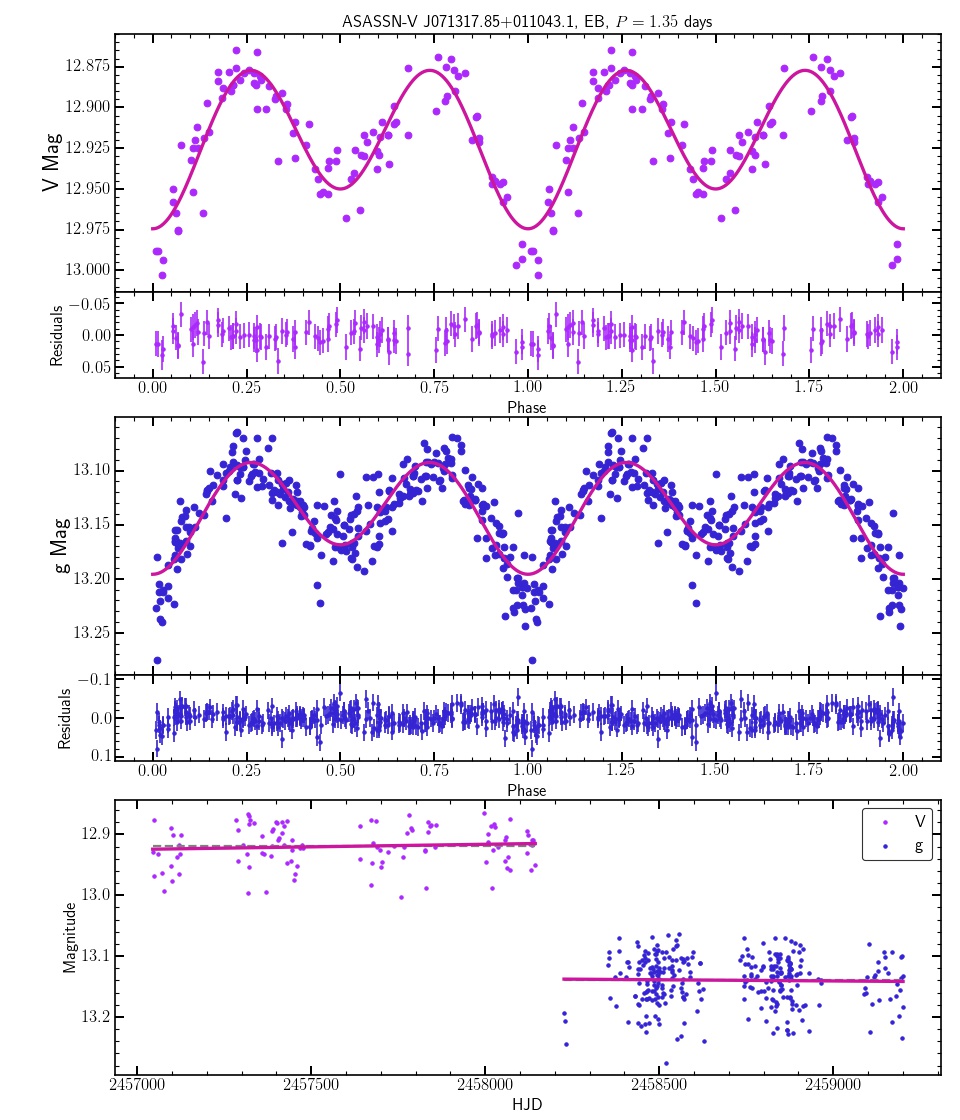 ASASSN-V J071317.85+011043.1, EB, P = 1.35 days
V Mag
12.875
12.900
12.925
12.950
12.975
13.000
Residuals
−0.05
0.00
0.05
0.00 0.25 0.50 0.75 1.00 1.25 1.50 1.75 2.00
Phase
g Mag
13.10
13.15
13.20
13.25
Residuals
−0.1
0.0
0.1
0.00 0.25 0.50 0.75 1.00 1.25 1.50 1.75 2.00
Phase
Magnitude
12.9
13.0
13.1
13.2
V
g
2457000 2457500 2458000 2458500 2459000
HJD